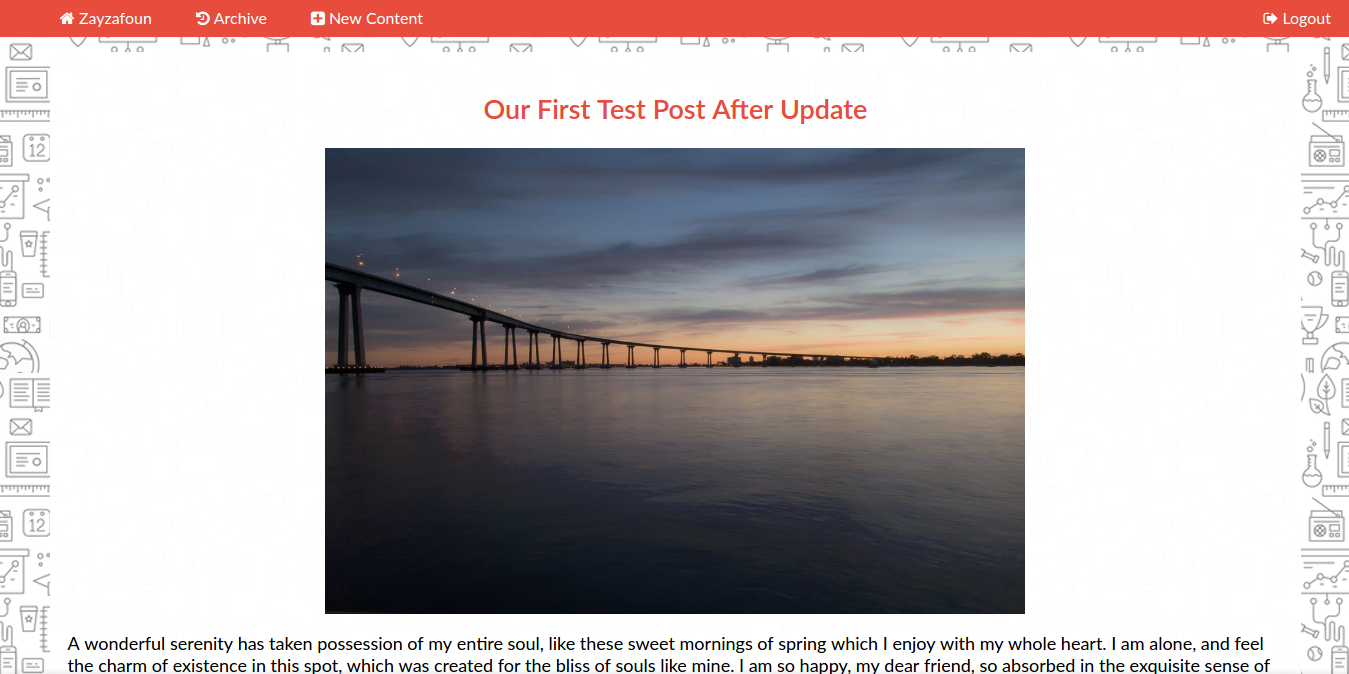 Zayzafoun Archive New Content Logout
Our First Test Post After Update
A wonderful serenity has taken possession of my entire soul, like these sweet mornings of spring which I enjoy with my whole heart. I am alone, and feel
the charm of existence in this spot, which was created for the bliss of souls like mine. I am so happy, my dear friend, so absorbed in the exquisite sense of
12
12
12